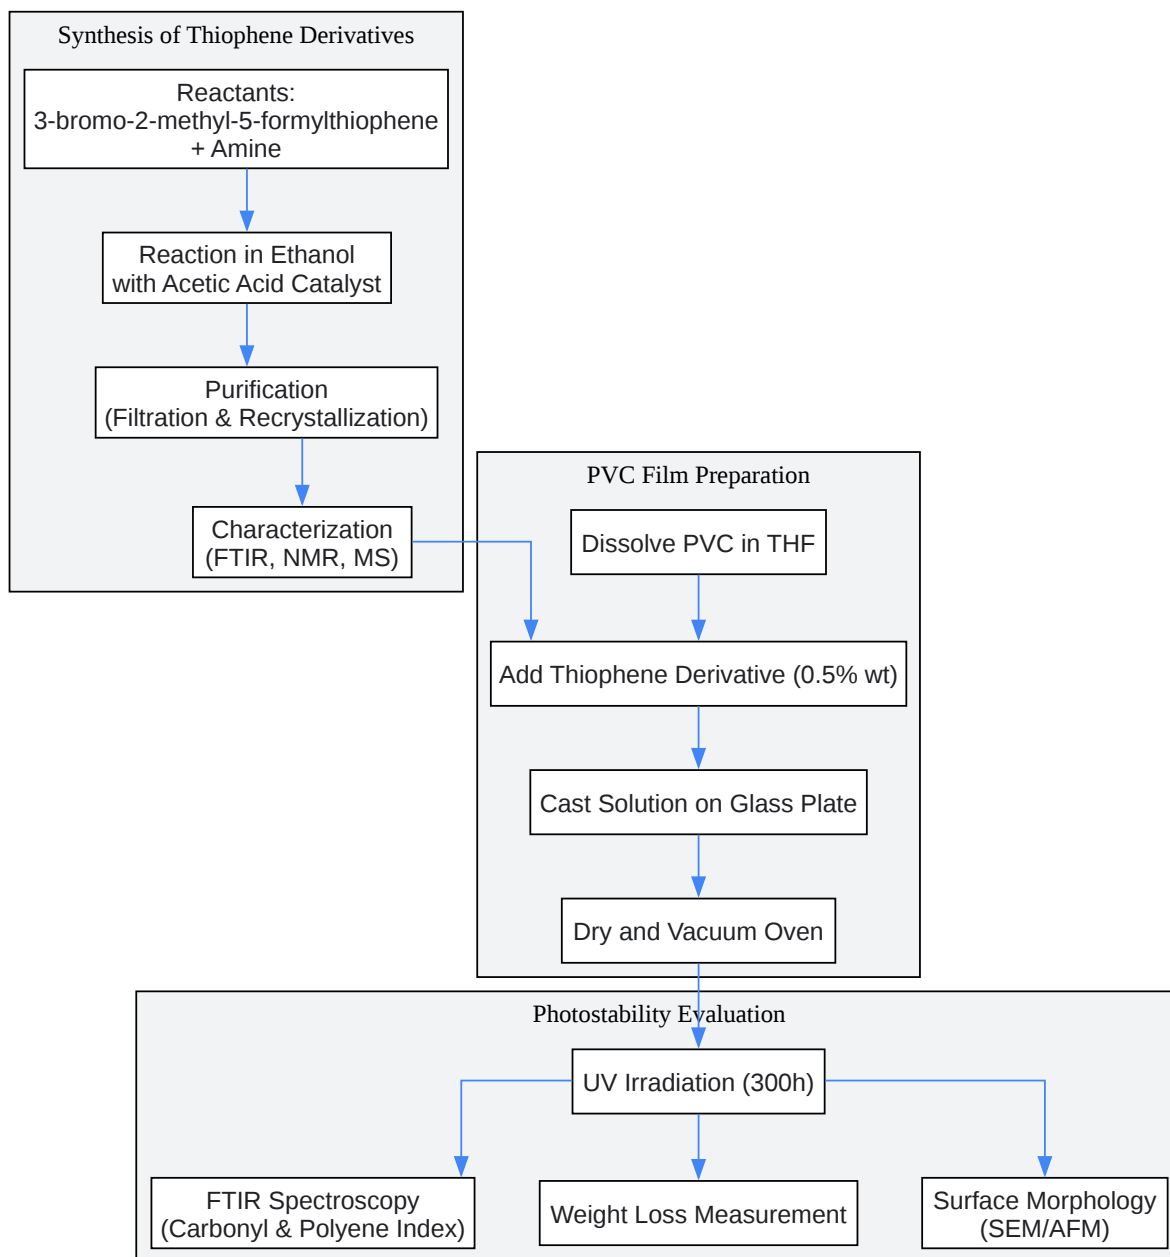 Synthesis of Thiophene Derivatives
Reactants:
3-bromo-2-methyl-5-formylthiophene
+ Amine
Reaction in Ethanol
with Acetic Acid Catalyst
Purification
(Filtration & Recrystallization)
Characterization
(FTIR, NMR, MS)
PVC Film Preparation
Dissolve PVC in THF
Add Thiophene Derivative (0.5% wt)
Cast Solution on Glass Plate
Dry and Vacuum Oven
Photostability Evaluation
UV Irradiation (300h)
FTIR Spectroscopy
(Carbonyl & Polyene Index)
Weight Loss Measurement
Surface Morphology
(SEM/AFM)